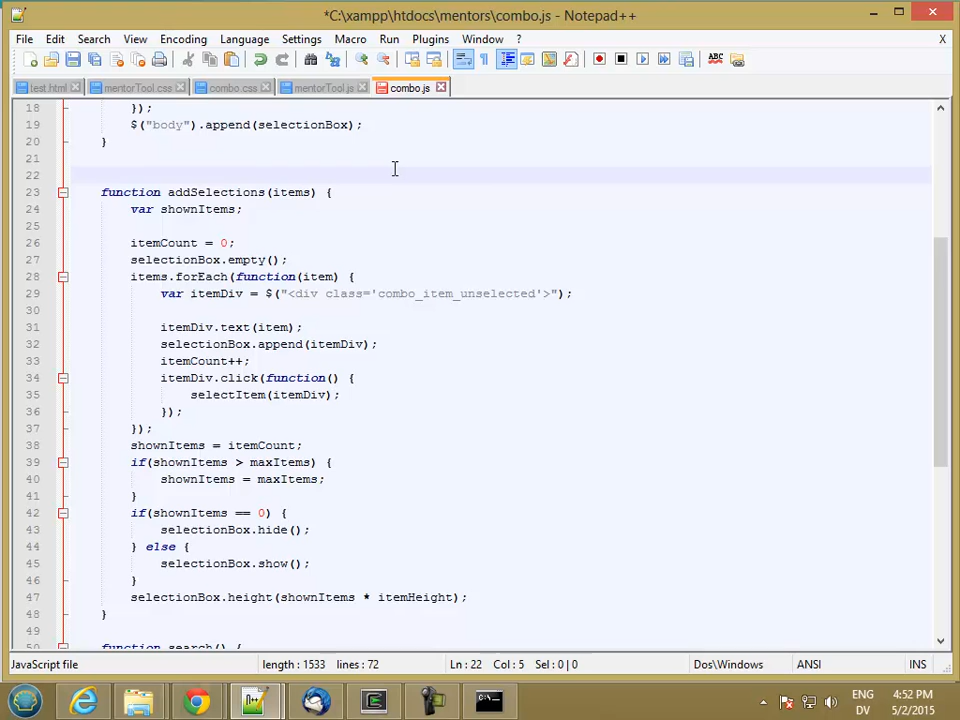 *C:\xampp\htdocs\mentors\combo.js - Notepad++
File Edit Search View Encoding Language Settings Macro Run Plugins Window ? X
test.html mentorTool.css combo.css mentorTool.js combo.js
18 });
19 $("body").append(selectionBox);
20 }
21
22
23 function addSelections(items) {
24 var shownItems;
25
26 itemCount = 0;
27 selectionBox.empty();
28 items.forEach(function(item) {
29 var itemDiv = $("<div class='combo_item_unselected'>");
30
31 itemDiv.text(item);
32 selectionBox.append(itemDiv);
33 itemCount++;
34 itemDiv.click(function() {
35 selectItem(itemDiv);
36 });
37 });
38 shownItems = itemCount;
39 if(shownItems > maxItems) {
40 shownItems = maxItems;
41 }
42 if(shownItems == 0) {
43 selectionBox.hide();
44 } else {
45 selectionBox.show();
46 }
47 selectionBox.height(shownItems * itemHeight);
48 }
49
50 function search() {
JavaScript file length : 1533 lines : 72 Ln : 22 Col : 5 Sel : 0 | 0 Dos\Windows ANSI INS
ENG 4:52 PM
DV 5/2/2015